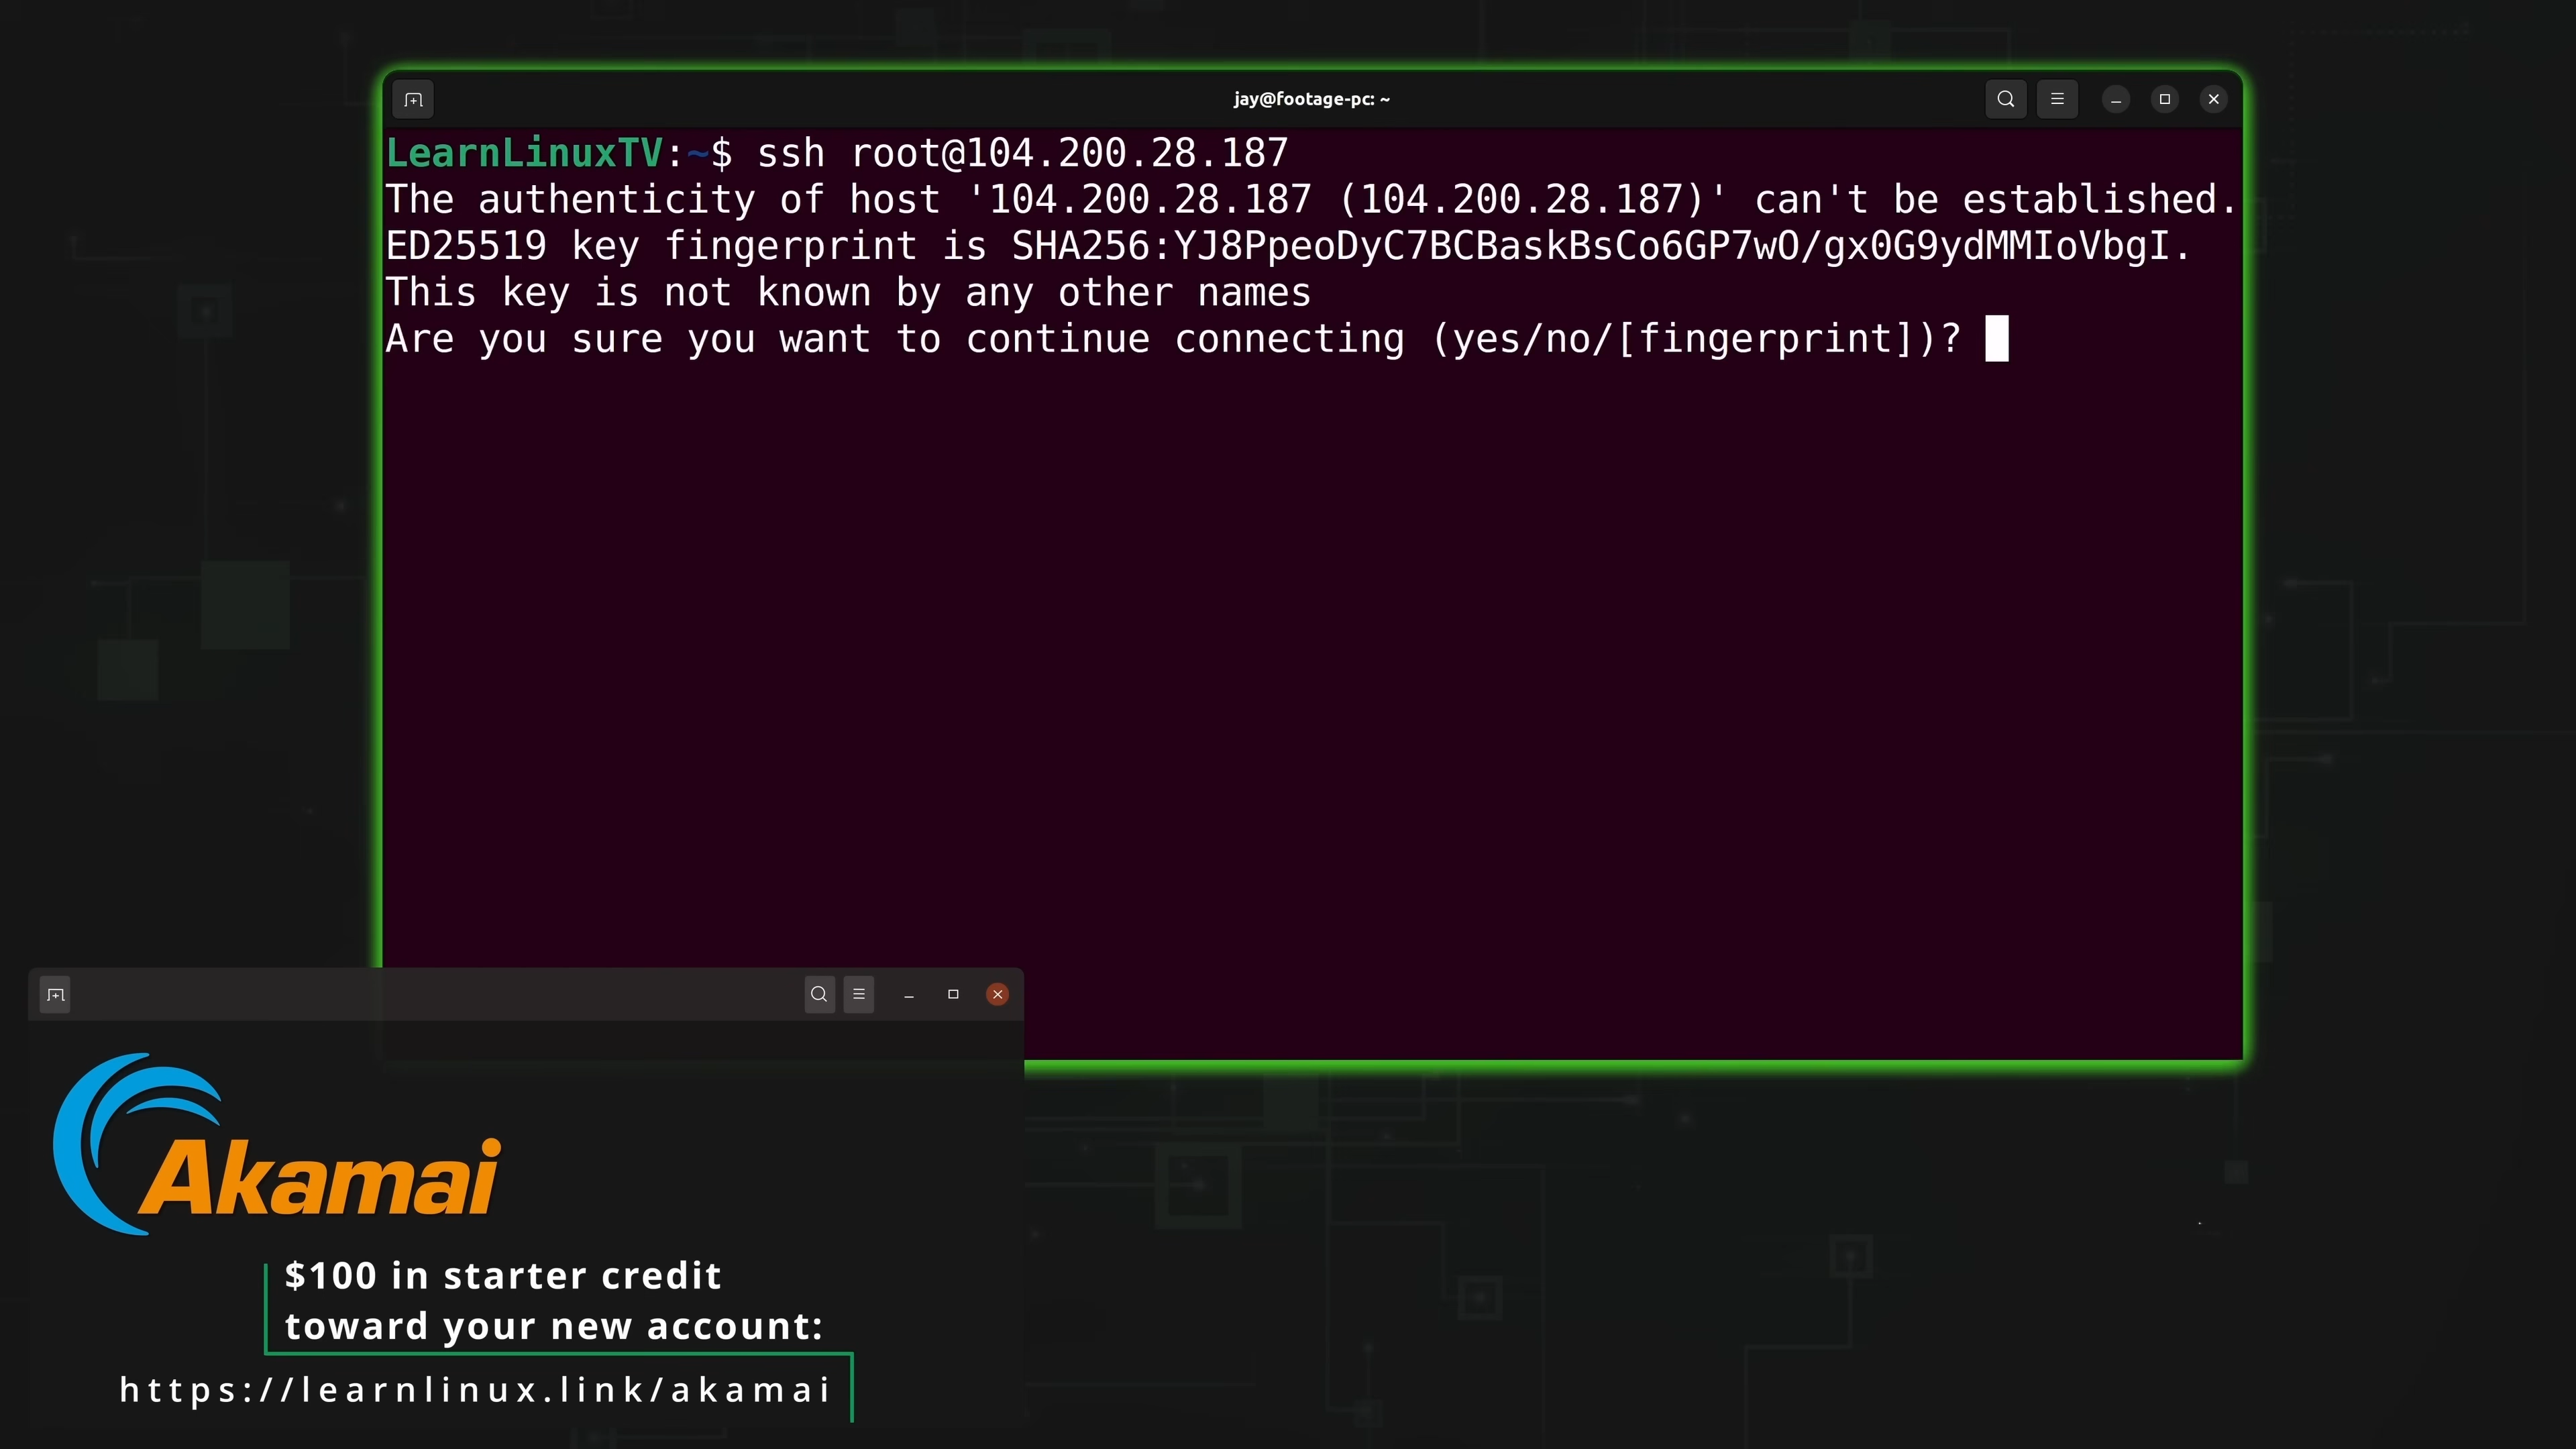 jay@footage-pc: ~
LearnLinuxTV:~$ ssh root@104.200.28.187
The authenticity of host '104.200.28.187 (104.200.28.187)' can't be established.
ED25519 key fingerprint is SHA256:YJ8PpeoDyC7BCBaskBsCo6GP7wO/gx0G9ydMMIoVbgI.
This key is not known by any other names
Are you sure you want to continue connecting (yes/no/[fingerprint])?
Akamai
$100 in starter credit
toward your new account:
https://learnlinux.link/akamai